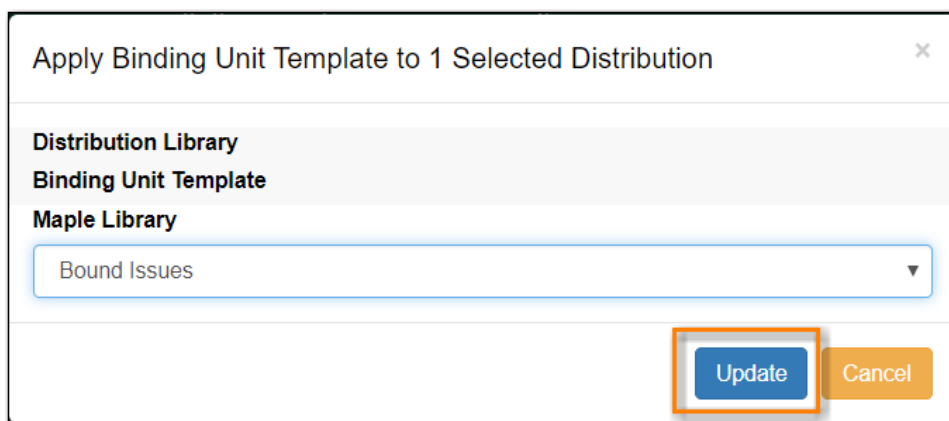 Apply Binding Unit Template to 1 Selected Distribution ×
Distribution Library
Binding Unit Template
Maple Library
Bound Issues
Update Cancel